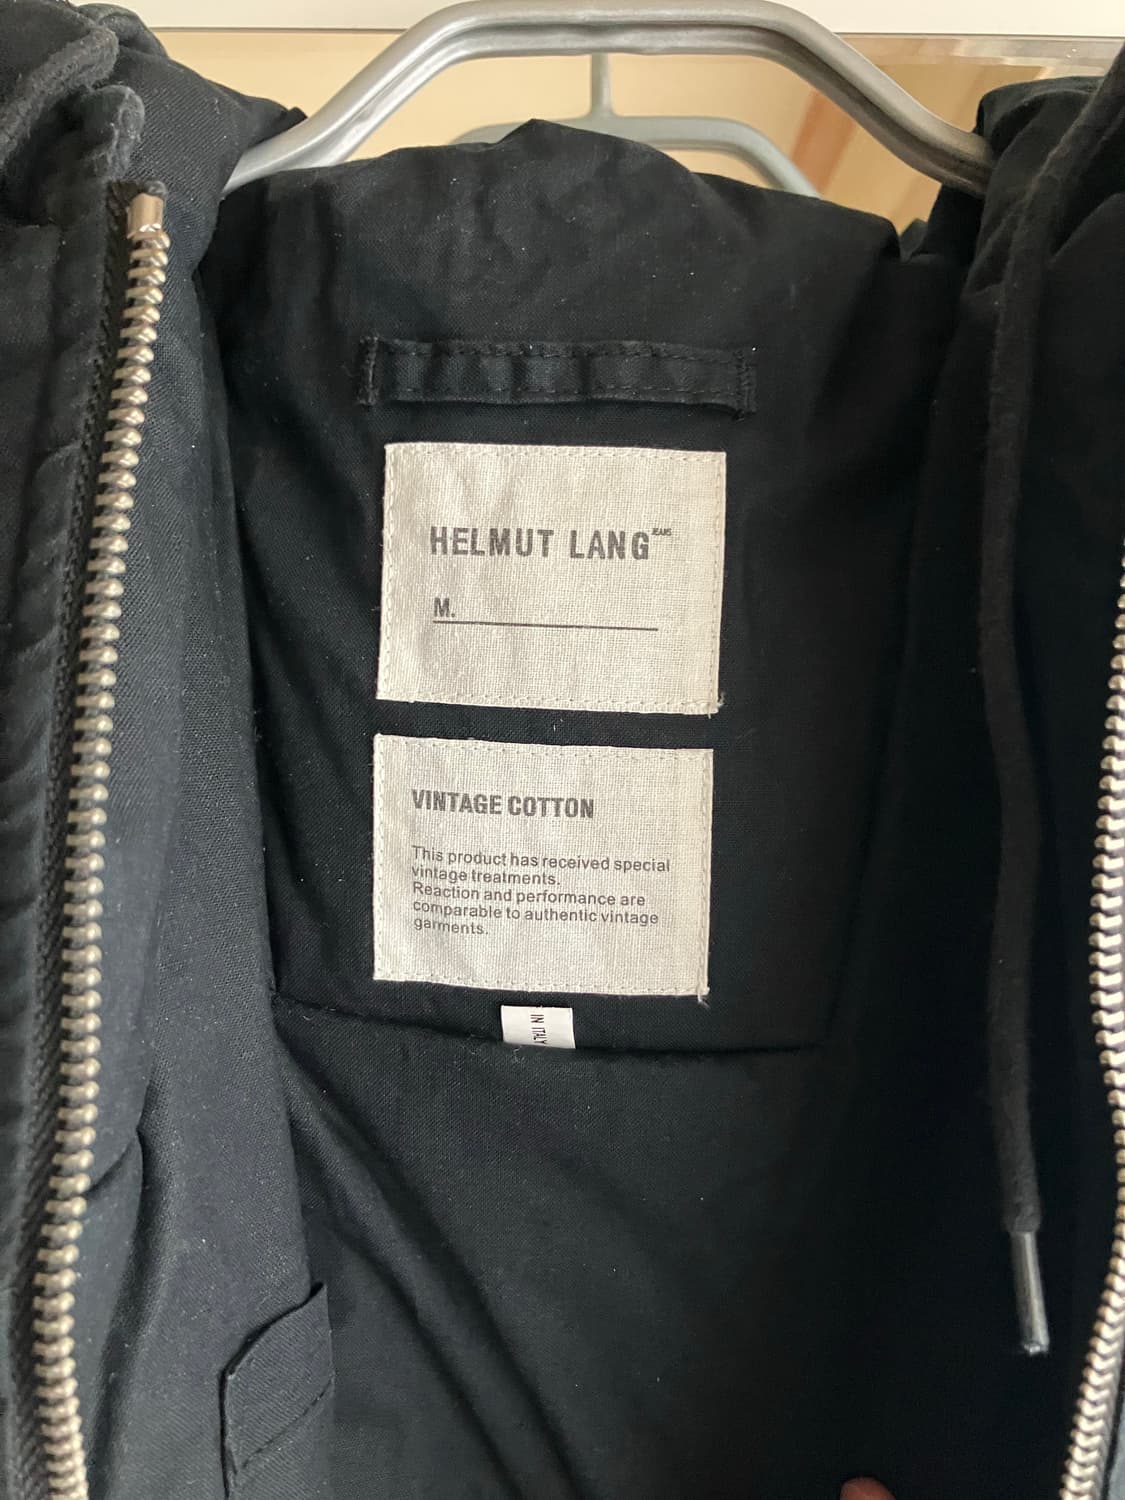 HELMUT LANG JEANS
M.
VINTAGE COTTON
This product has received special
vintage treatments.
Reaction and performance are
comparable to authentic vintage
garments.
IN ITALY